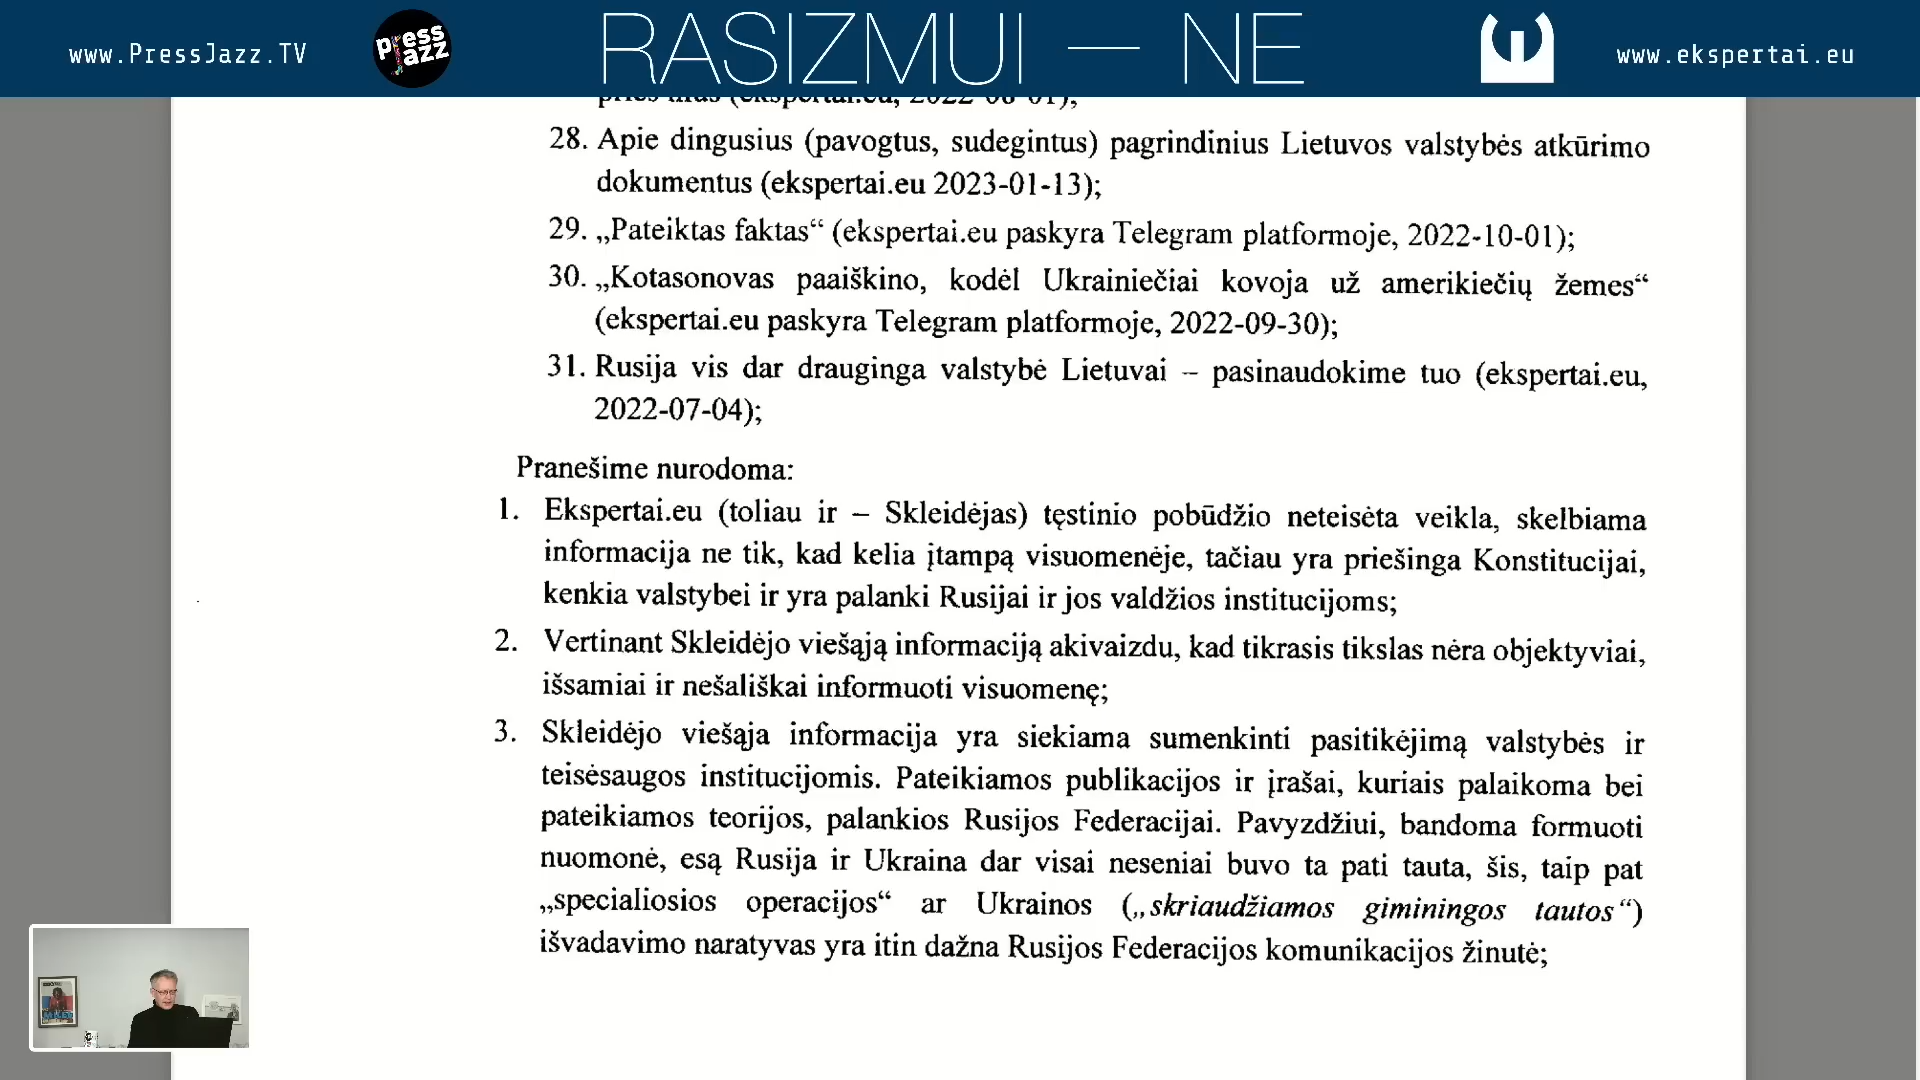 www.PressJazz.TV
press
jazz
RASIZMUI — NE
www.ekspertai.eu
prieš mus (ekspertai.eu, 2022-06-01);
28. Apie dingusius (pavogtus, sudegintus) pagrindinius Lietuvos valstybės atkūrimo
dokumentus (ekspertai.eu 2023-01-13);
29. „Pateiktas faktas“ (ekspertai.eu paskyra Telegram platformoje, 2022-10-01);
30. „Kotasonovas paaiškino, kodėl Ukrainiečiai kovoja už amerikiečių žemes“
(ekspertai.eu paskyra Telegram platformoje, 2022-09-30);
31. Rusija vis dar drauginga valstybė Lietuvai – pasinaudokime tuo (ekspertai.eu,
2022-07-04);
Pranešime nurodoma:
1. Ekspertai.eu (toliau ir – Skleidėjas) tęstinio pobūdžio neteisėta veikla, skelbiama
informacija ne tik, kad kelia įtampą visuomenėje, tačiau yra priešinga Konstitucijai,
kenkia valstybei ir yra palanki Rusijai ir jos valdžios institucijoms;
2. Vertinant Skleidėjo viešąją informaciją akivaizdu, kad tikrasis tikslas nėra objektyviai,
išsamiai ir nešališkai informuoti visuomenę;
3. Skleidėjo viešąja informacija yra siekiama sumenkinti pasitikėjimą valstybės ir
teisėsaugos institucijomis. Pateikiamos publikacijos ir įrašai, kuriais palaikoma bei
pateikiamos teorijos, palankios Rusijos Federacijai. Pavyzdžiui, bandoma formuoti
nuomonė, esą Rusija ir Ukraina dar visai neseniai buvo ta pati tauta, šis, taip pat
„specialiosios operacijos“ ar Ukrainos („skriaudžiamos giminingos tautos“)
išvadavimo naratyvas yra itin dažna Rusijos Federacijos komunikacijos žinutė;